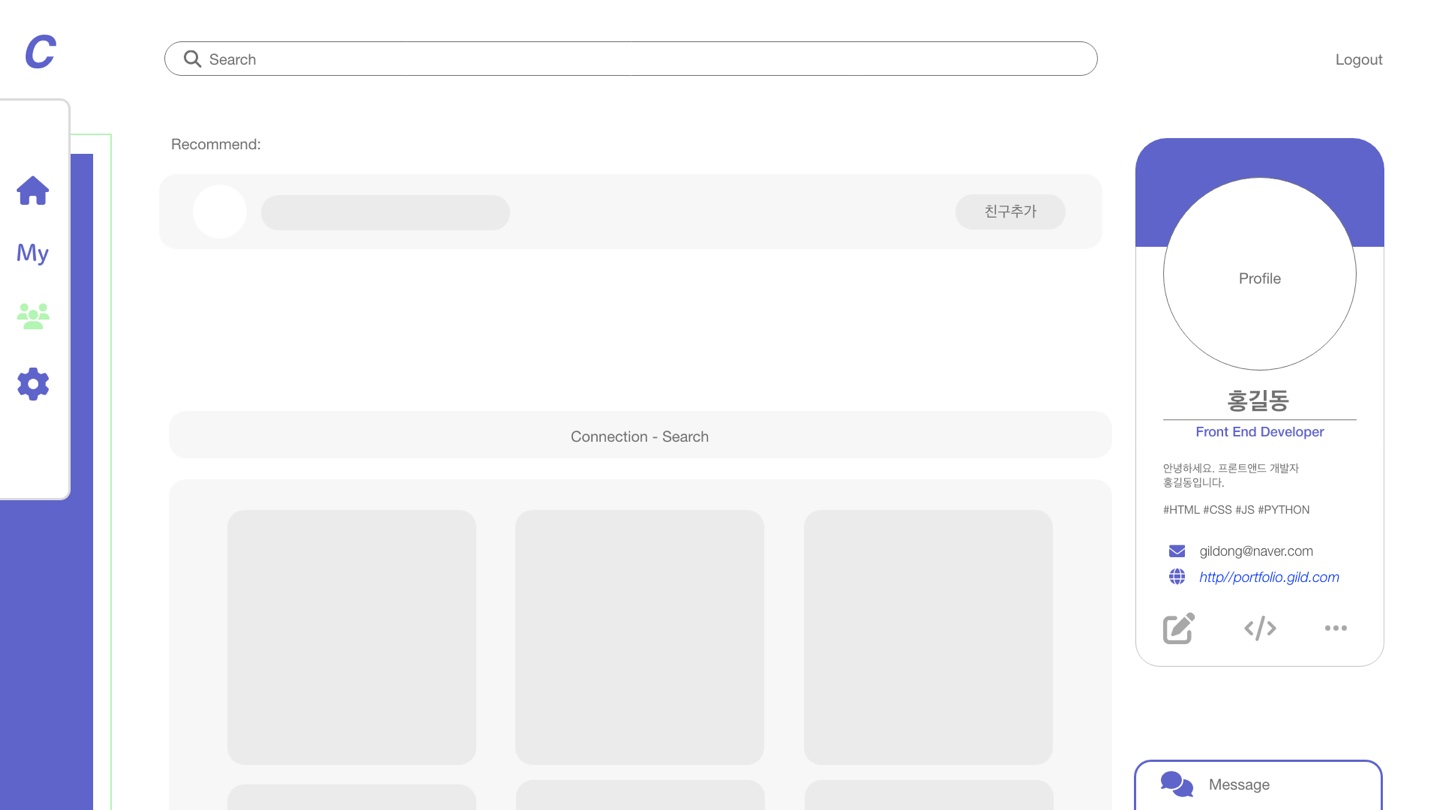 C
Search
Logout
Recommend:
친구추가
My
Profile
홍길동
Front End Developer
안녕하세요. 프론트앤드 개발자
홍길동입니다.
#HTML #CSS #JS #PYTHON
gildong@naver.com
http//portfolio.gild.com
Connection - Search
Message